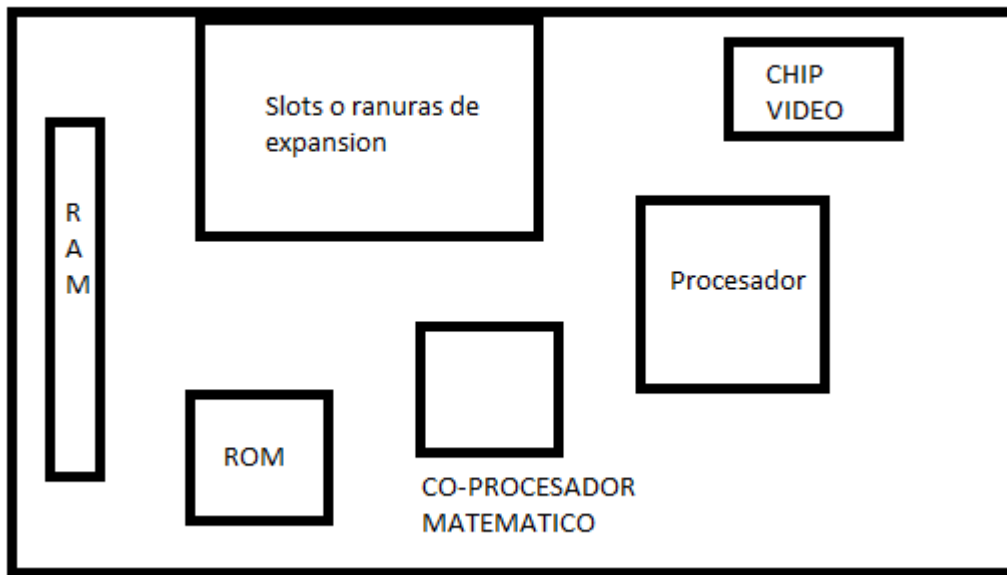 Slots o ranuras de
expansion
CHIP
VIDEO
R
A
M
Procesador
ROM
CO-PROCESADOR
MATEMATICO